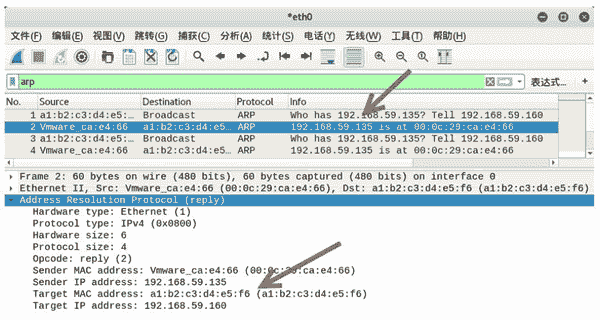 *eth0
文件(F) 编辑(E) 视图(V) 跳转(G) 捕获(C) 分析(A) 统计(S) 电话(Y) 无线(W) 工具(T) 帮助(H)
arp 表达式… +
No. Source Destination Protocol Info
1 a1:b2:c3:d4:e5:… Broadcast ARP Who has 192.168.59.135? Tell 192.168.59.160
2 Vmware_ca:e4:66 a1:b2:c3:d4:e5… ARP 192.168.59.135 is at 00:0c:29:ca:e4:66
3 a1:b2:c3:d4:e5:… Broadcast ARP Who has 192.168.59.135? Tell 192.168.59.160
4 Vmware_ca:e4:66 a1:b2:c3:d4:e5… ARP 192.168.59.135 is at 00:0c:29:ca:e4:66
Frame 2: 60 bytes on wire (480 bits), 60 bytes captured (480 bits) on interface 0
Ethernet II, Src: Vmware_ca:e4:66 (00:0c:29:ca:e4:66), Dst: a1:b2:c3:d4:e5:f6 (a1:b2:c3:d4:e5:f6)
Address Resolution Protocol (reply)
Hardware type: Ethernet (1)
Protocol type: IPv4 (0x0800)
Hardware size: 6
Protocol size: 4
Opcode: reply (2)
Sender MAC address: Vmware_ca:e4:66 (00:0c:29:ca:e4:66)
Sender IP address: 192.168.59.135
Target MAC address: a1:b2:c3:d4:e5:f6 (a1:b2:c3:d4:e5:f6)
Target IP address: 192.168.59.160